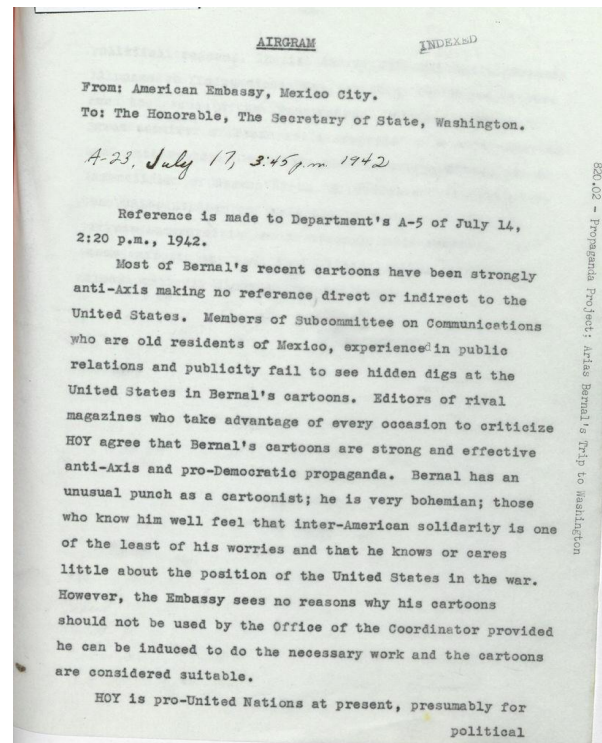 AIRGRAM
INDEXED
From: American Embassy, Mexico City.
To: The Honorable, The Secretary of State, Washington.
A-23, July 17, 3:45 p.m. 1942
Reference is made to Department's A-5 of July 14,
2:20 p.m., 1942.
Most of Bernal's recent cartoons have been strongly
anti-Axis making no reference direct or indirect to the
United States. Members of Subcommittee on Communications
who are old residents of Mexico, experienced in public
relations and publicity fail to see hidden digs at the
United States in Bernal's cartoons. Editors of rival
magazines who take advantage of every occasion to criticize
HOY agree that Bernal's cartoons are strong and effective
anti-Axis and pro-Democratic propaganda. Bernal has an
unusual punch as a cartoonist; he is very bohemian; those
who know him well feel that inter-American solidarity is one
of the least of his worries and that he knows or cares
little about the position of the United States in the war.
However, the Embassy sees no reasons why his cartoons
should not be used by the Office of the Coordinator provided
he can be induced to do the necessary work and the cartoons
are considered suitable.
HOY is pro-United Nations at present, presumably for
political
820.02 - Propaganda Project; Arias Bernal's Trip to Washington